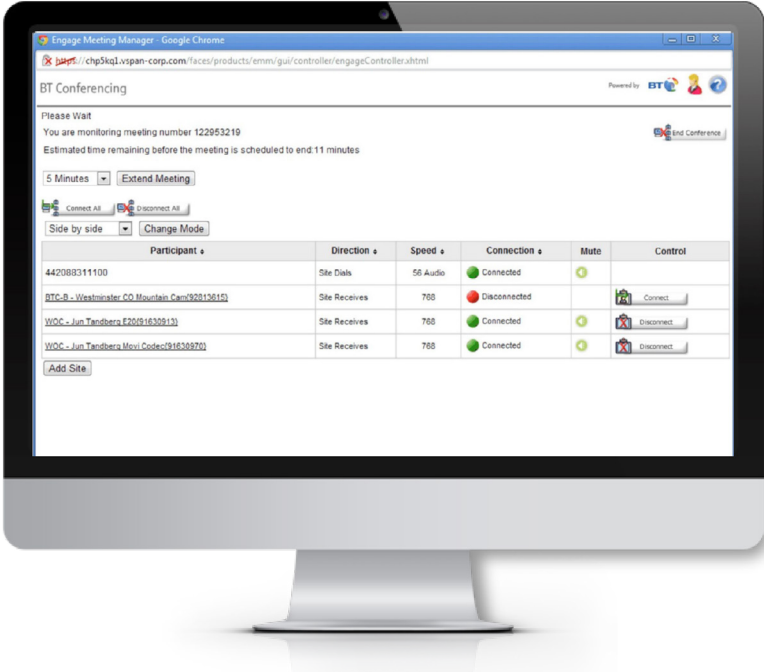 Engage Meeting Manager - Google Chrome
https://chp5kq1.vspan-corp.com/faces/products/emm/gui/controller/engageController.xhtml
BT Conferencing
Powered by BT
Please Wait
You are monitoring meeting number 122953219
End Conference
Estimated time remaining before the meeting is scheduled to end:11 minutes
5 Minutes Extend Meeting
Connect All Disconnect All
Side by side Change Mode
Participant Direction Speed Connection Mute Control
442088311100 Site Dials 56 Audio Connected
BTC-B - Westminster CO Mountain Cam(92813615) Site Receives 768 Disconnected Connect
WOC - Jun Tandberg E20(91630913) Site Receives 768 Connected Disconnect
WOC - Jun Tandberg Movi Codec(91630970) Site Receives 768 Connected Disconnect
Add Site